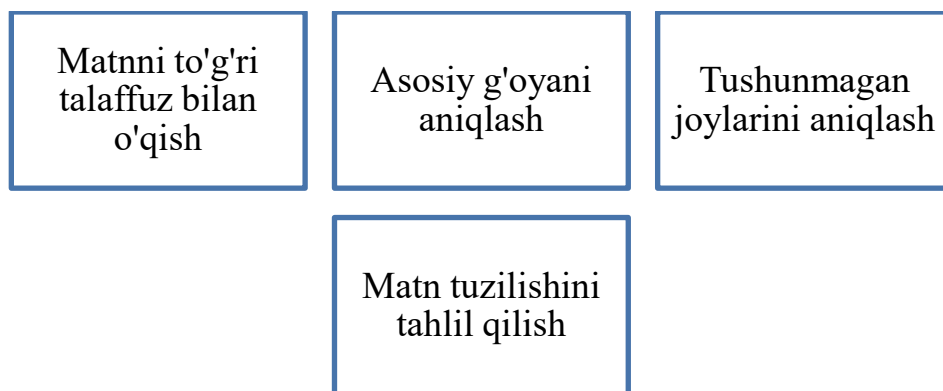 Matnni to'g'ri
talaffuz bilan
o'qish
Asosiy g'oyani
aniqlash
Tushunmagan
joylarini aniqlash
Matn tuzilishini
tahlil qilish